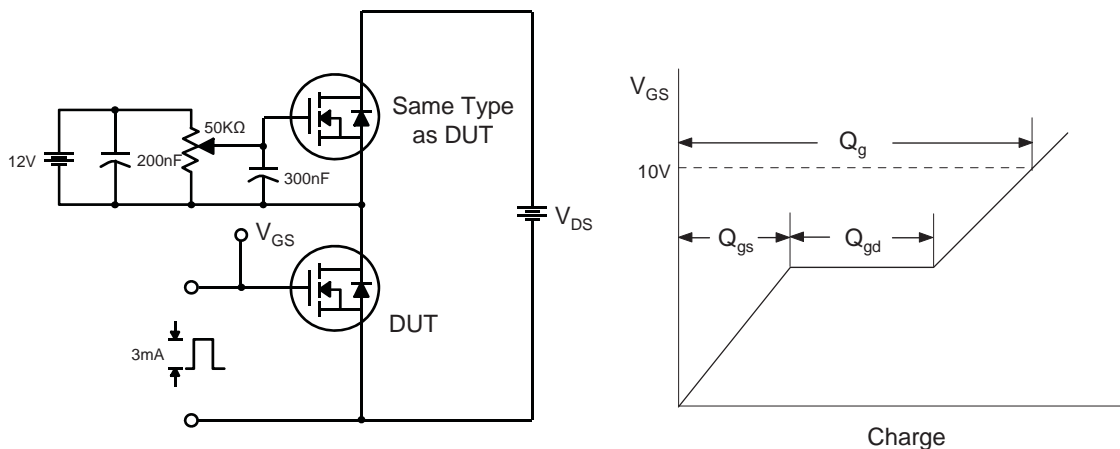 Same Type
as DUT
50KΩ
12V
200nF
300nF
V_GS
V_DS
DUT
3mA
V_GS
Q_g
10V
Q_gs
Q_gd
Charge